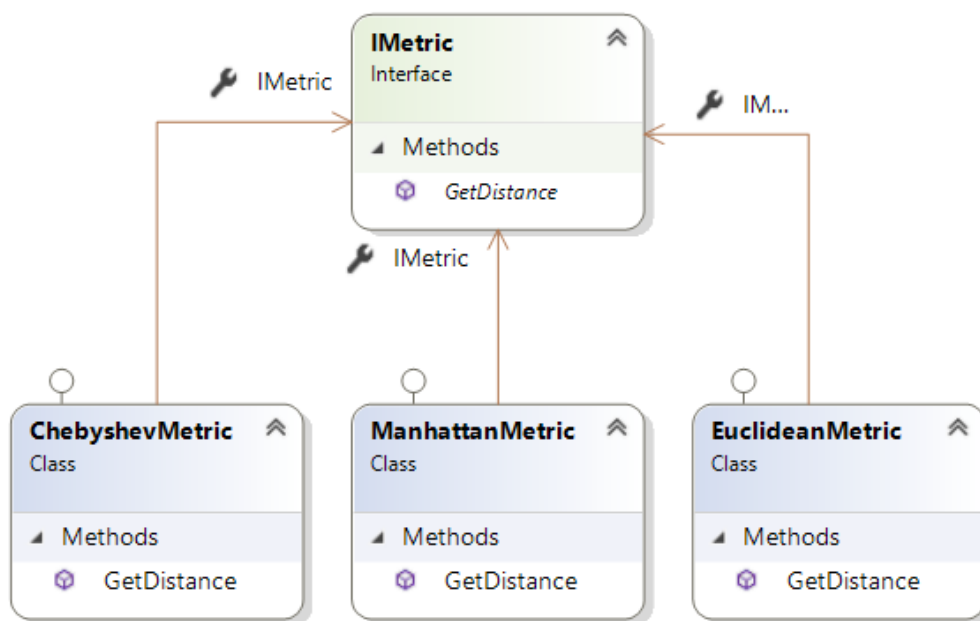 IMetric
Interface
Methods
GetDistance
IMetric
IM...
IMetric
ChebyshevMetric
Class
Methods
GetDistance
ManhattanMetric
Class
Methods
GetDistance
EuclideanMetric
Class
Methods
GetDistance